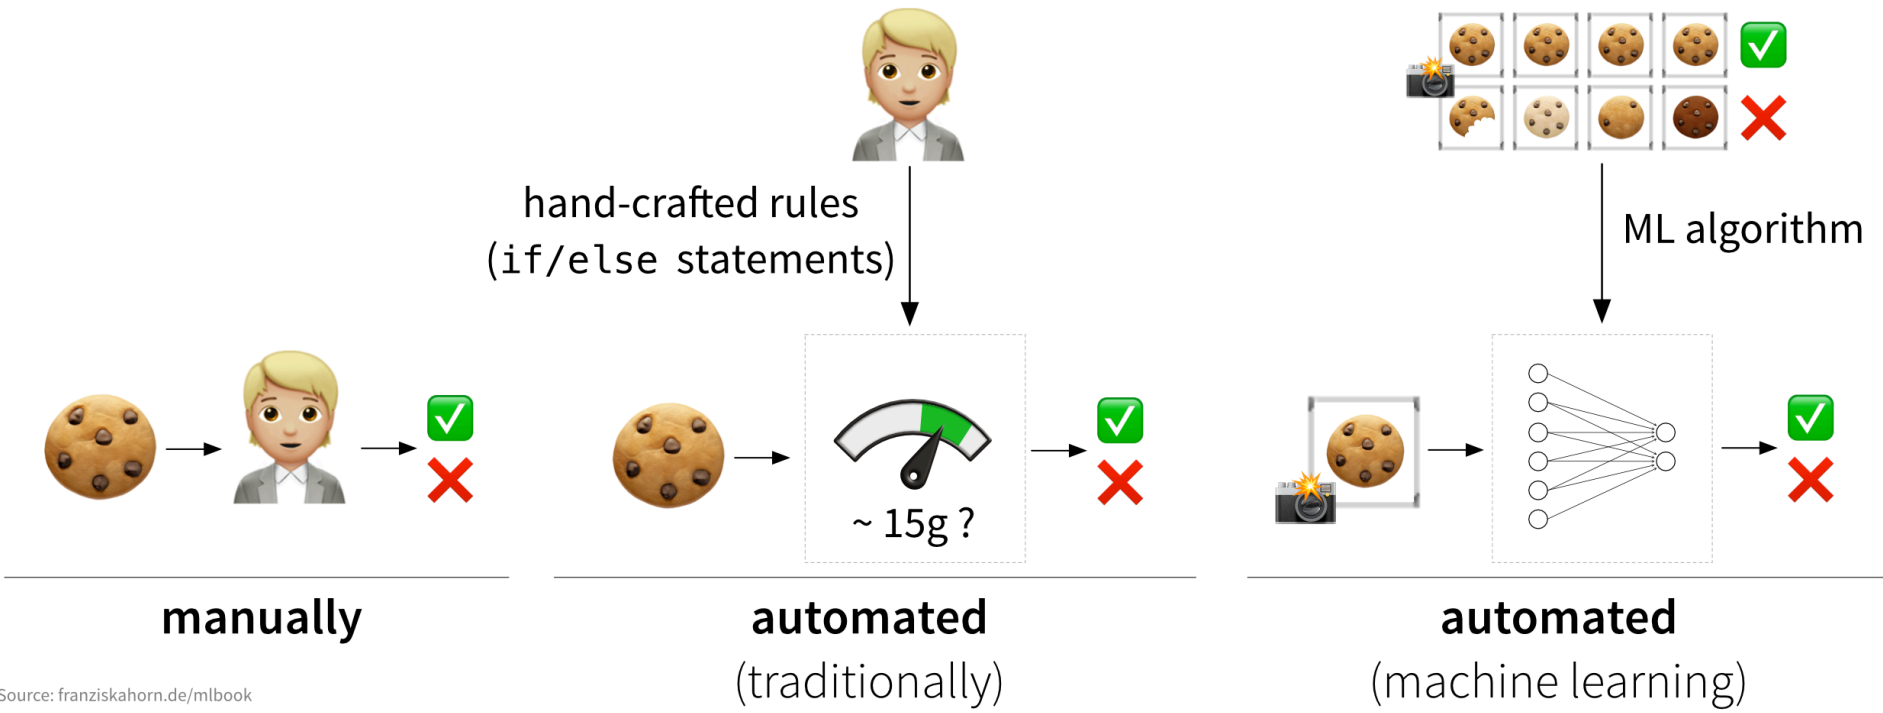 hand-crafted rules
(if/else statements)
ML algorithm
~ 15g ?
manually
automated
(traditionally)
automated
(machine learning)
Source: franziskahorn.de/mlbook